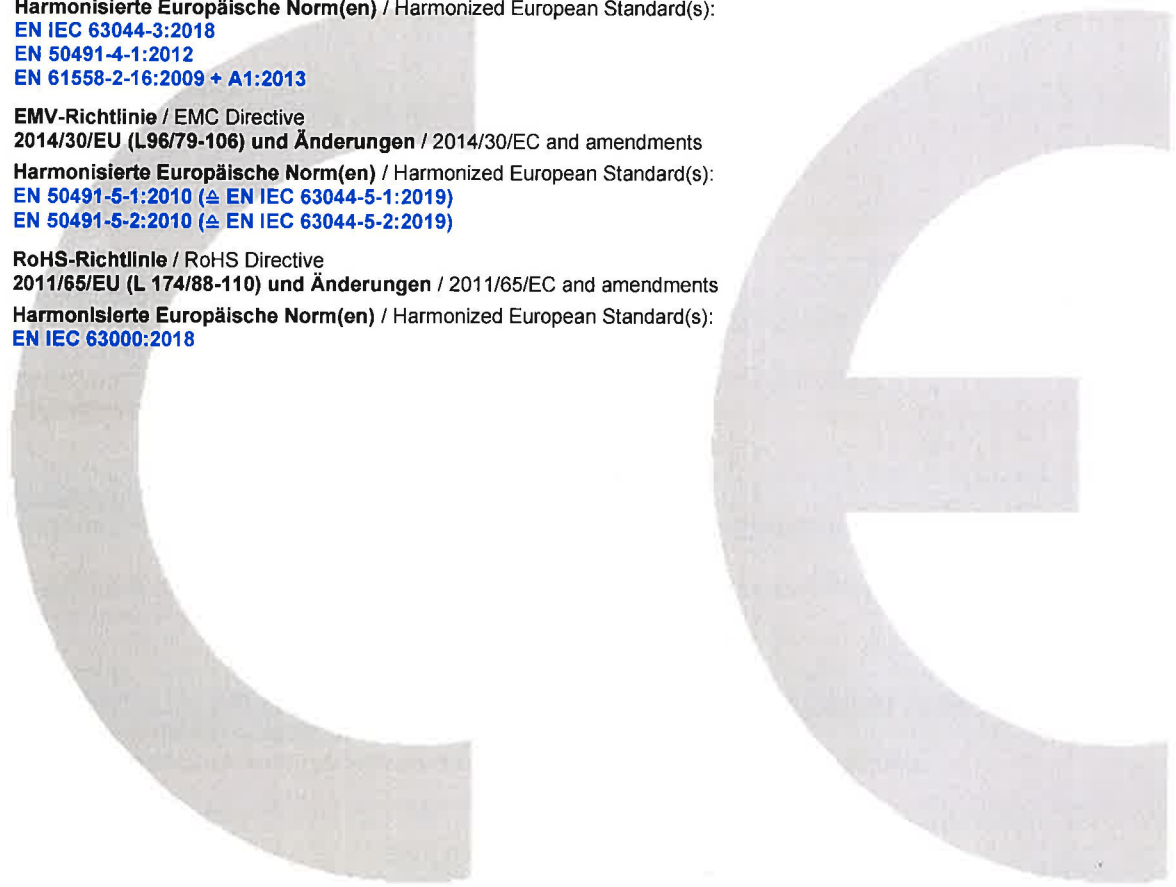 Harmonisierte Europäische Norm(en) / Harmonized European Standard(s):
EN IEC 63044-3:2018
EN 50491-4-1:2012
EN 61558-2-16:2009 + A1:2013
EMV-Richtlinie / EMC Directive
2014/30/EU (L96/79-106) und Änderungen / 2014/30/EC and amendments
Harmonisierte Europäische Norm(en) / Harmonized European Standard(s):
EN 50491-5-1:2010 (≙ EN IEC 63044-5-1:2019)
EN 50491-5-2:2010 (≙ EN IEC 63044-5-2:2019)
RoHS-Richtlinie / RoHS Directive
2011/65/EU (L 174/88-110) und Änderungen / 2011/65/EC and amendments
Harmonisierte Europäische Norm(en) / Harmonized European Standard(s):
EN IEC 63000:2018
CE